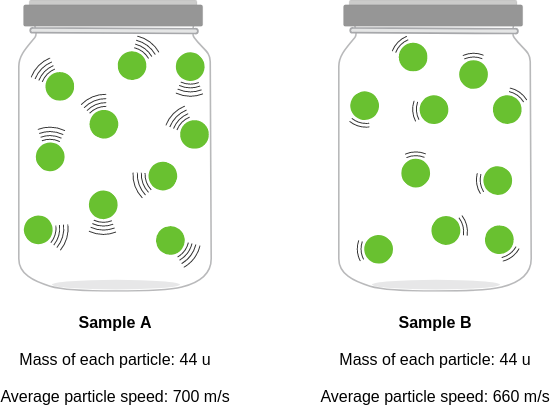 Sample A
Mass of each particle: 44 u
Average particle speed: 700 m/s
Sample B
Mass of each particle: 44 u
Average particle speed: 660 m/s